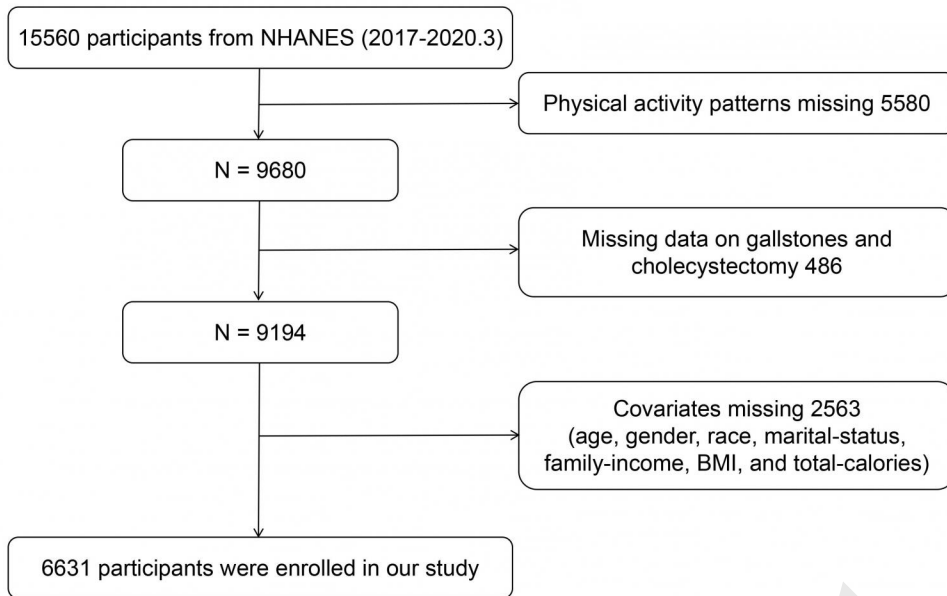 15560 participants from NHANES (2017-2020.3)
Physical activity patterns missing 5580
N = 9680
Missing data on gallstones and
cholecystectomy 486
N = 9194
Covariates missing 2563
(age, gender, race, marital-status,
family-income, BMI, and total-calories)
6631 participants were enrolled in our study